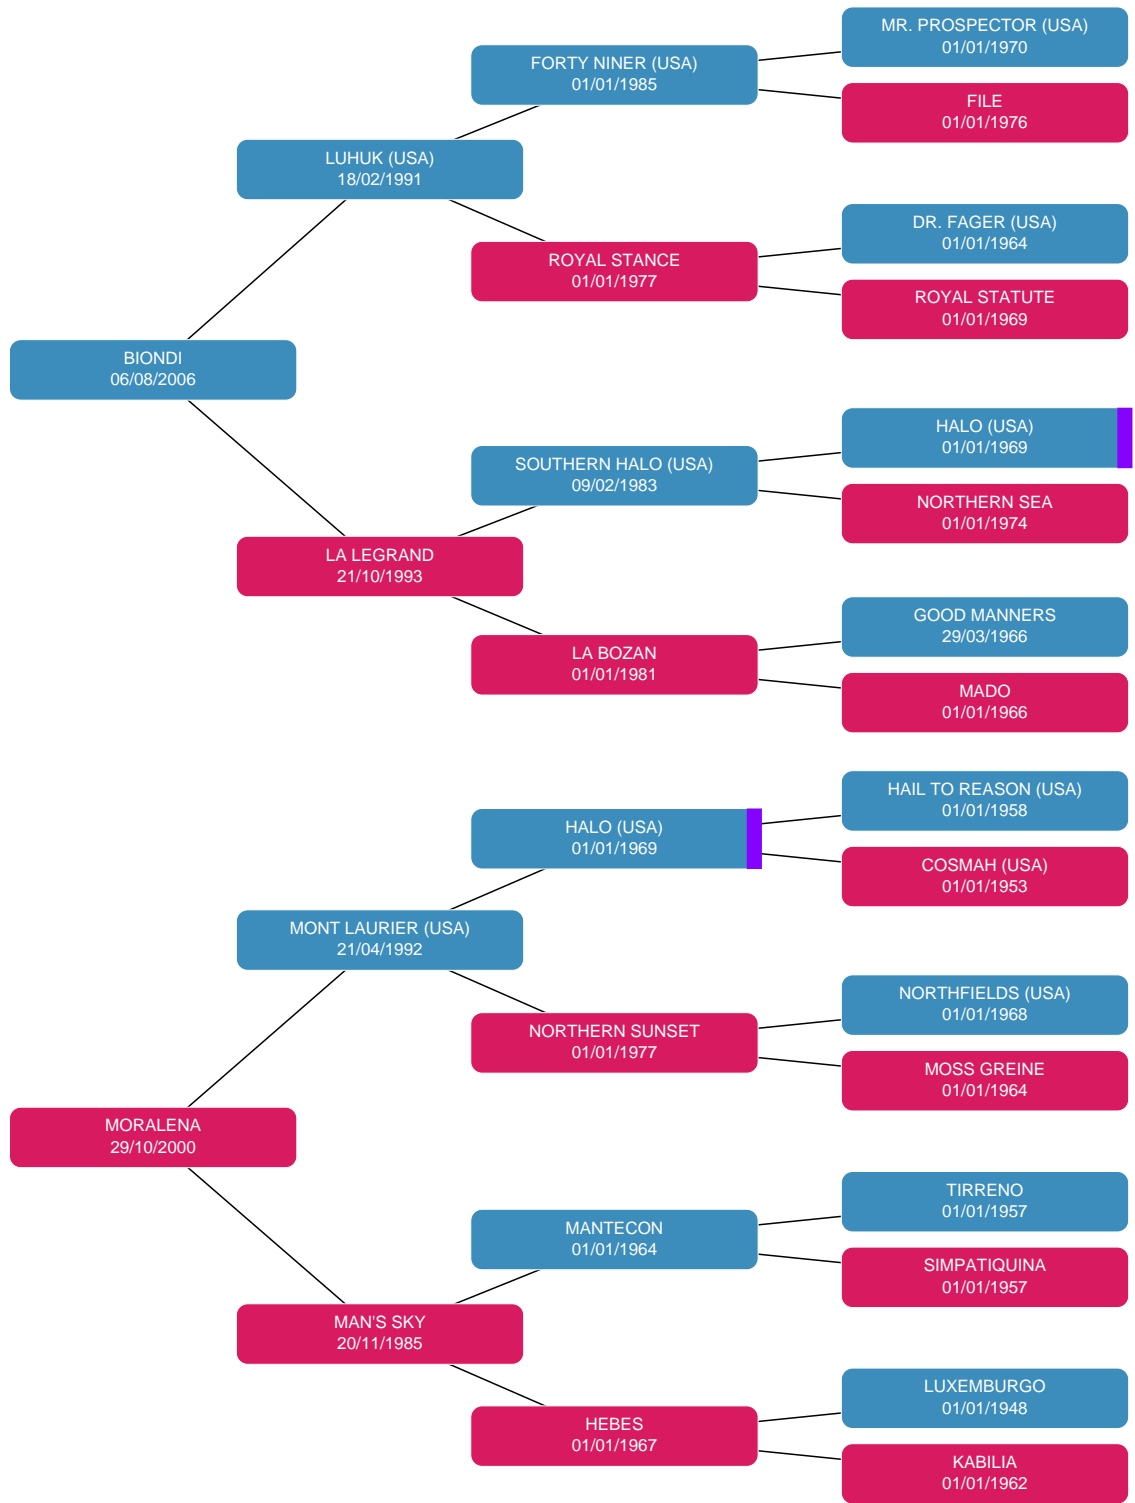 MR. PROSPECTOR (USA)
01/01/1970
FORTY NINER (USA)
01/01/1985
FILE
01/01/1976
LUHUK (USA)
18/02/1991
DR. FAGER (USA)
01/01/1964
ROYAL STANCE
01/01/1977
ROYAL STATUTE
01/01/1969
BIONDI
06/08/2006
HALO (USA)
01/01/1969
SOUTHERN HALO (USA)
09/02/1983
NORTHERN SEA
01/01/1974
LA LEGRAND
21/10/1993
GOOD MANNERS
29/03/1966
LA BOZAN
01/01/1981
MADO
01/01/1966
HAIL TO REASON (USA)
01/01/1958
HALO (USA)
01/01/1969
COSMAH (USA)
01/01/1953
MONT LAURIER (USA)
21/04/1992
NORTHFIELDS (USA)
01/01/1968
NORTHERN SUNSET
01/01/1977
MOSS GREINE
01/01/1964
MORALENA
29/10/2000
TIRRENO
01/01/1957
MANTECON
01/01/1964
SIMPATIQUINA
01/01/1957
MAN'S SKY
20/11/1985
LUXEMBURGO
01/01/1948
HEBES
01/01/1967
KABILIA
01/01/1962